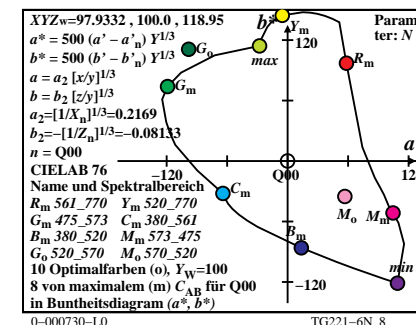 XYZw=97.9332 , 100.0 , 118.95
a* = 500 (a' - a'n) Y1/3
b* = 500 (b' - b'n) Y1/3
a = a2 [x/y]1/3
b = b2 [z/y]1/3
a2=[1/Xn]1/3=0.2169
b2=−[1/Zn]1/3=−0.08133
n = Q00
CIELAB 76
Name und Spektralbereich
Rm 561_770 Ym 520_770
Gm 475_573 Cm 380_561
Bm 380_520 Mm 573_475
Go 520_570 Mo 570_520
10 Optimalfarben (o), YW=100
8 von maximalem (m) CAB für Q00
in Buntheitsdiagram (a*, b*)
b*
Ym
Param
ter: N
120
Go
max
Rm
Gm
a
−120
Q00
12
Cm
Mo
Mm
Bm
min
−120
0−000730−L0
TG221−6N_8